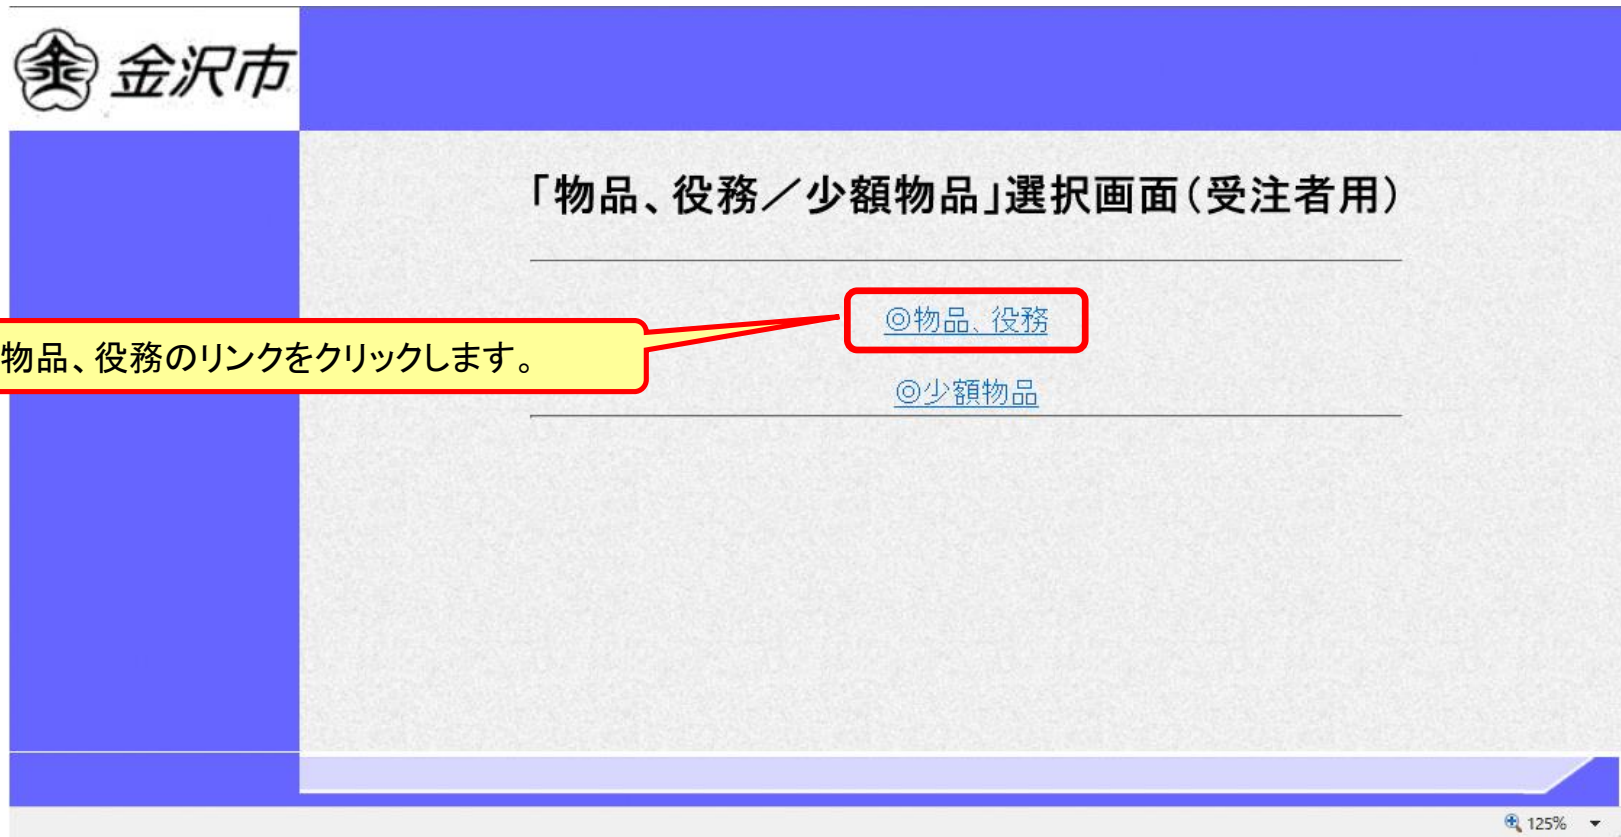 金沢市
「物品、役務／少額物品」選択画面（受注者用）
◎物品、役務
物品、役務のリンクをクリックします。
◎少額物品
125%